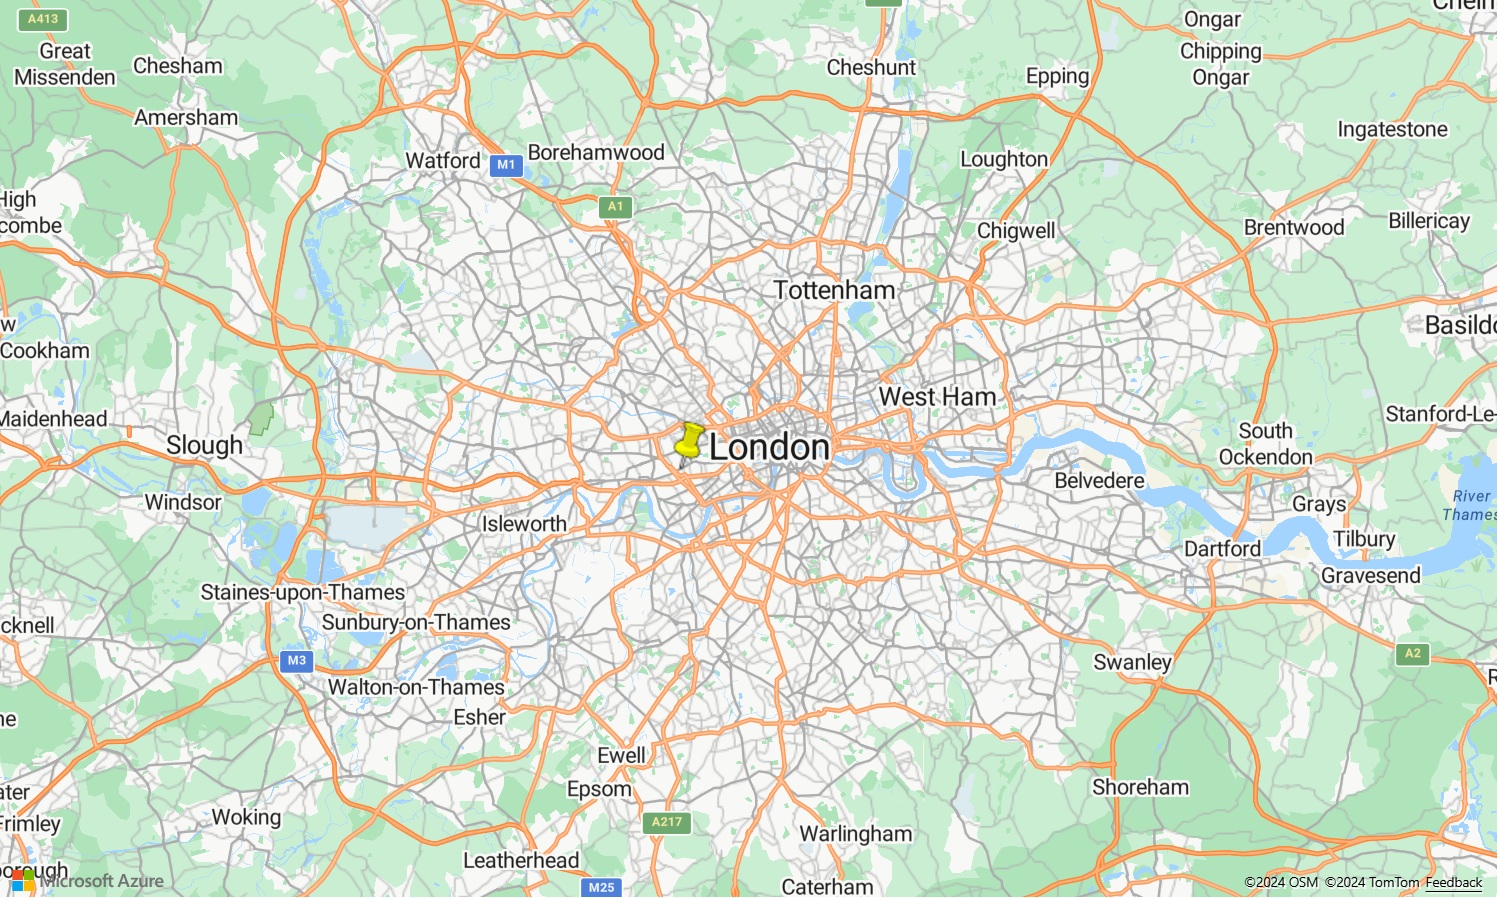 A413
Great
Missenden
Chesham
Amersham
High
combe
Watford
M1
Borehamwood
A1
Cheshunt
Epping
Ongar
Chipping
Ongar
Ingatestone
Loughton
Chigwell
Brentwood
Billericay
Tottenham
Cookham
Maidenhead
Slough
Windsor
London
West Ham
Stanford-Le-
South
Ockendon
Belvedere
Grays
River
Thames
Tilbury
Isleworth
Dartford
Gravesend
Staines-upon-Thames
Sunbury-on-Thames
cknell
M3
Walton-on-Thames
Esher
Swanley
A2
Ewell
Epsom
Shoreham
Woking
Frimley
A217
Warlingham
Leatherhead
M25
Caterham
Microsoft Azure
©2024 OSM ©2024 TomTom Feedback